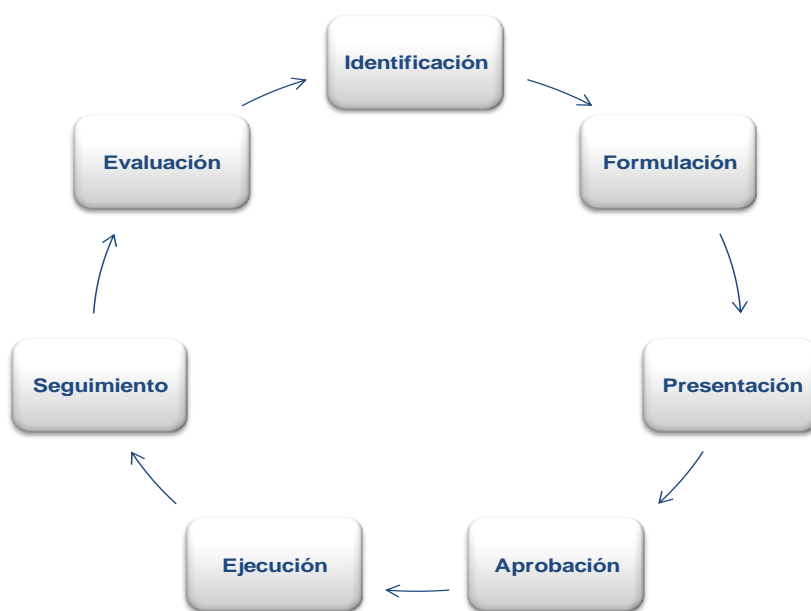 Identificación
Formulación
Presentación
Aprobación
Ejecución
Seguimiento
Evaluación